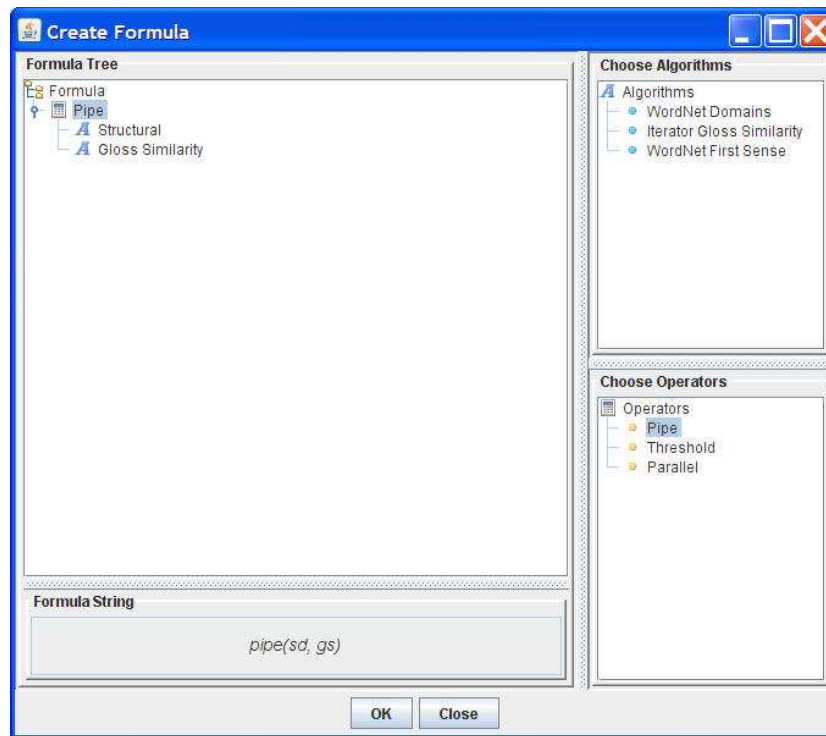 Create Formula
Formula Tree
Formula
Pipe
Structural
Gloss Similarity
Choose Algorithms
Algorithms
WordNet Domains
Iterator Gloss Similarity
WordNet First Sense
Choose Operators
Operators
Pipe
Threshold
Parallel
Formula String
pipe(sd, gs)
OK Close